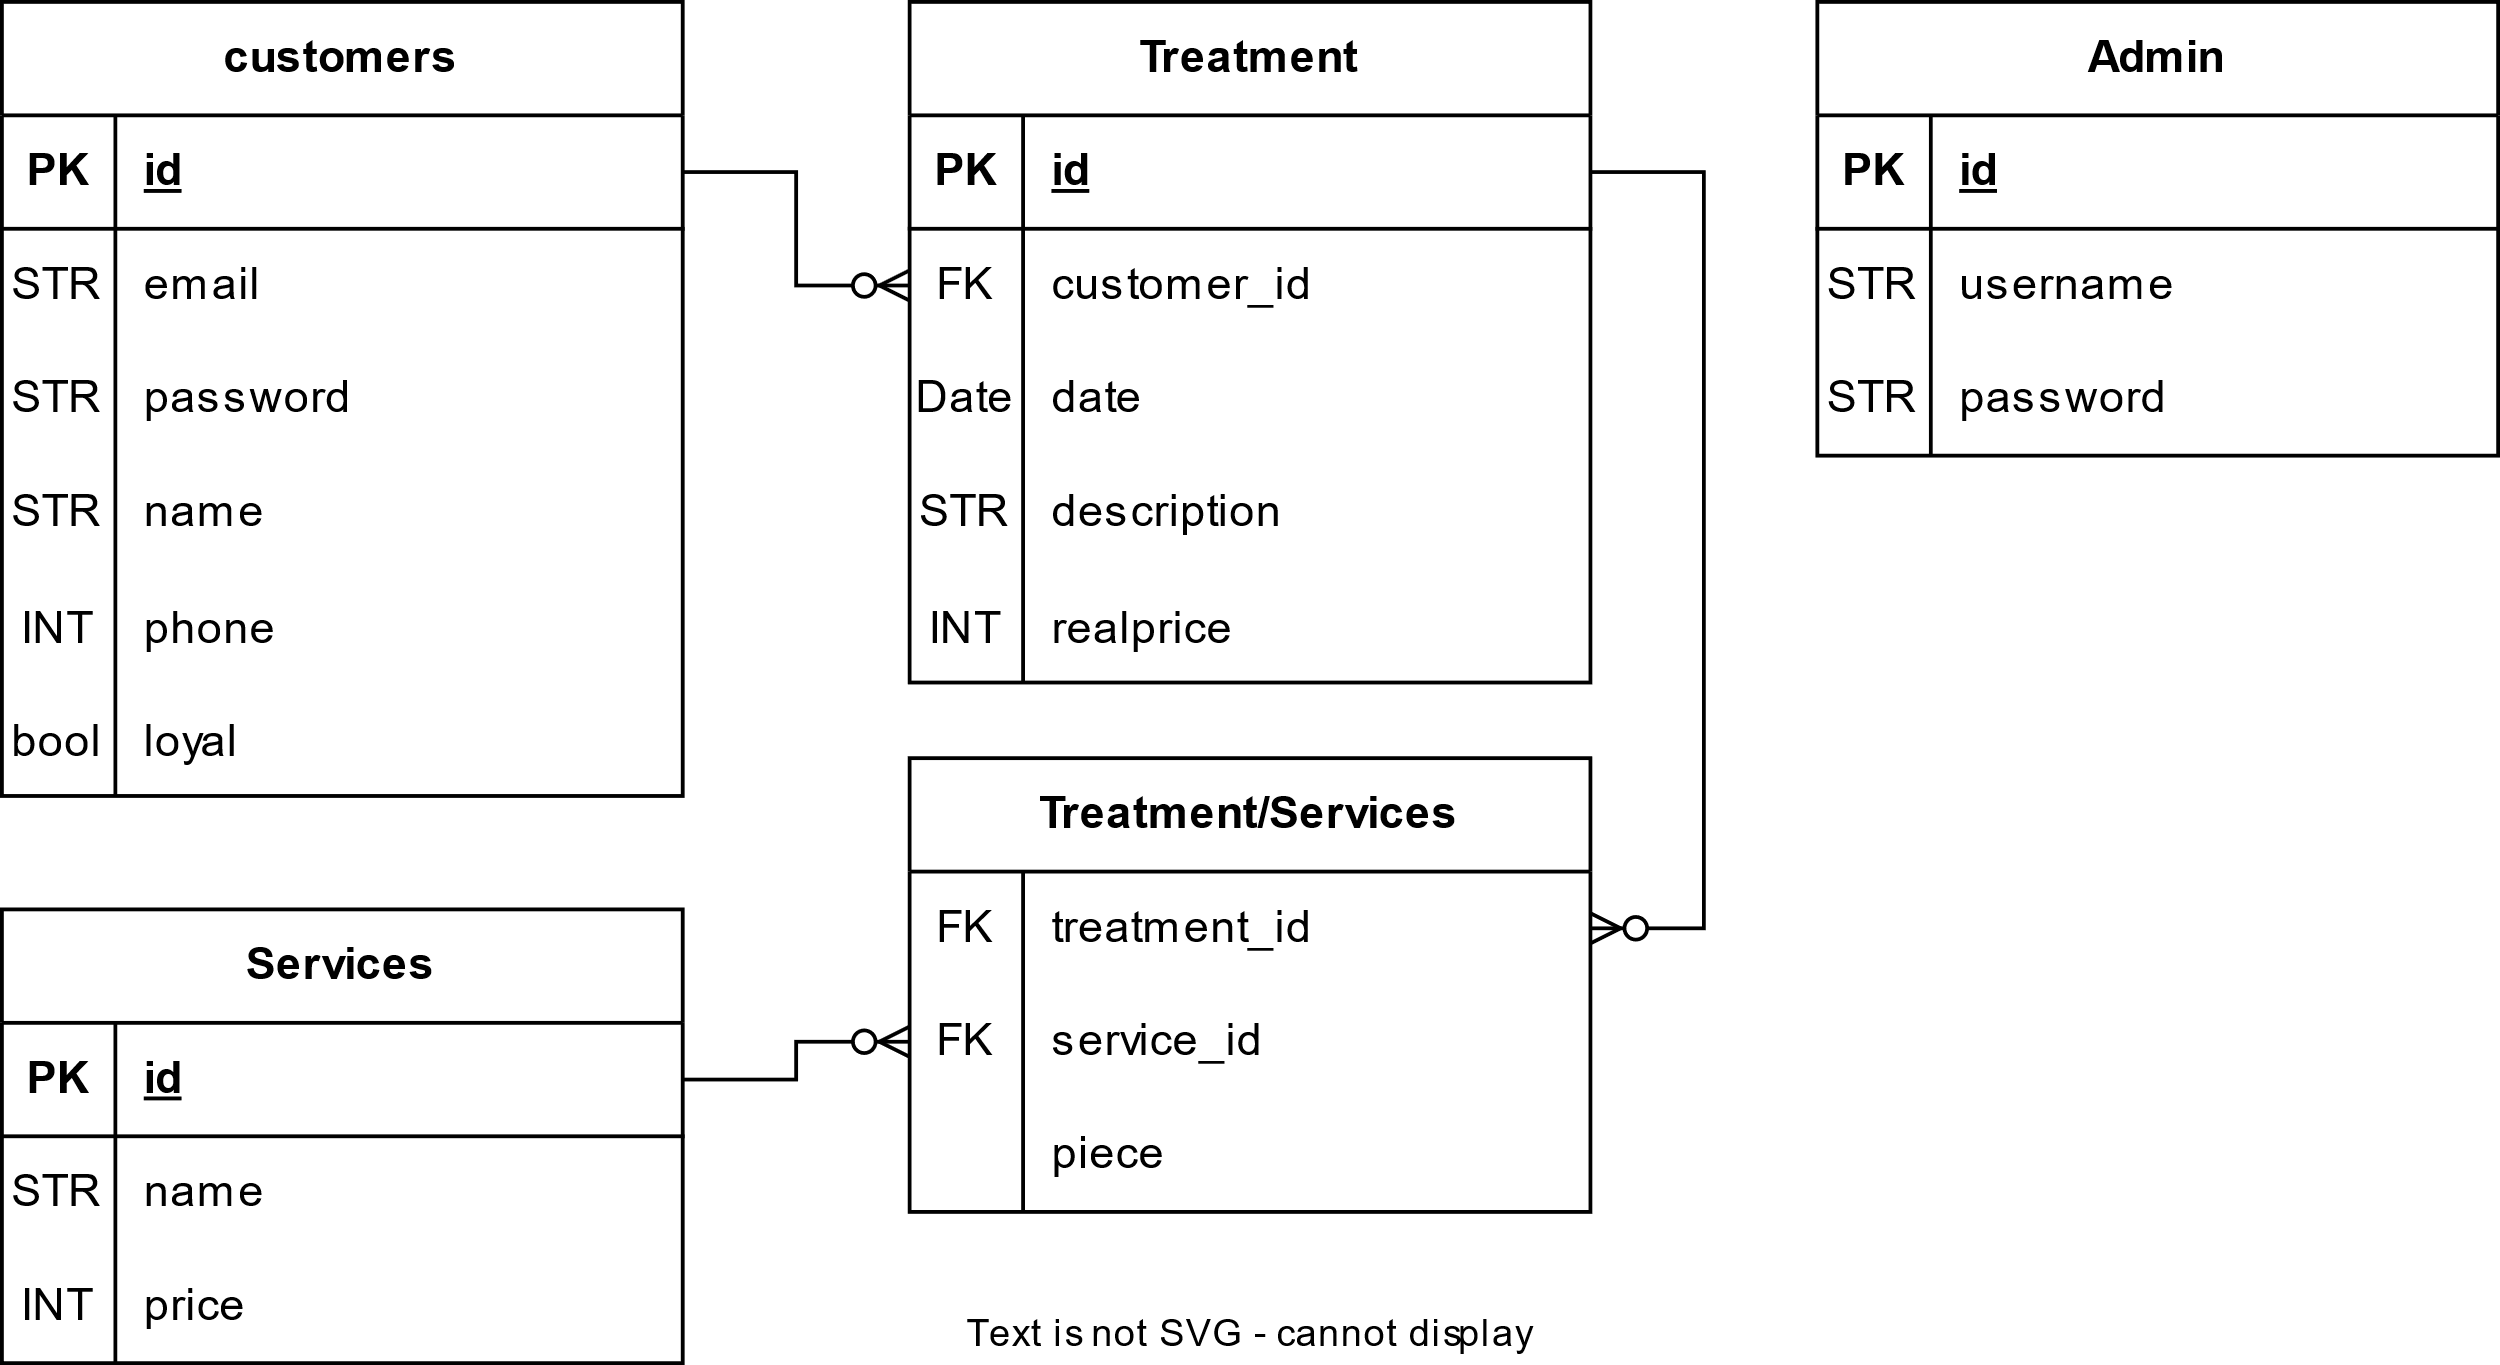 customers
PK id
STR email
STR password
STR name
INT phone
bool loyal
Treatment
PK id
FK customer_id
Date date
STR description
INT realprice
Admin
PK id
STR username
STR password
Treatment/Services
FK treatment_id
FK service_id
piece
Services
PK id
STR name
INT price
Text is not SVG - cannot display